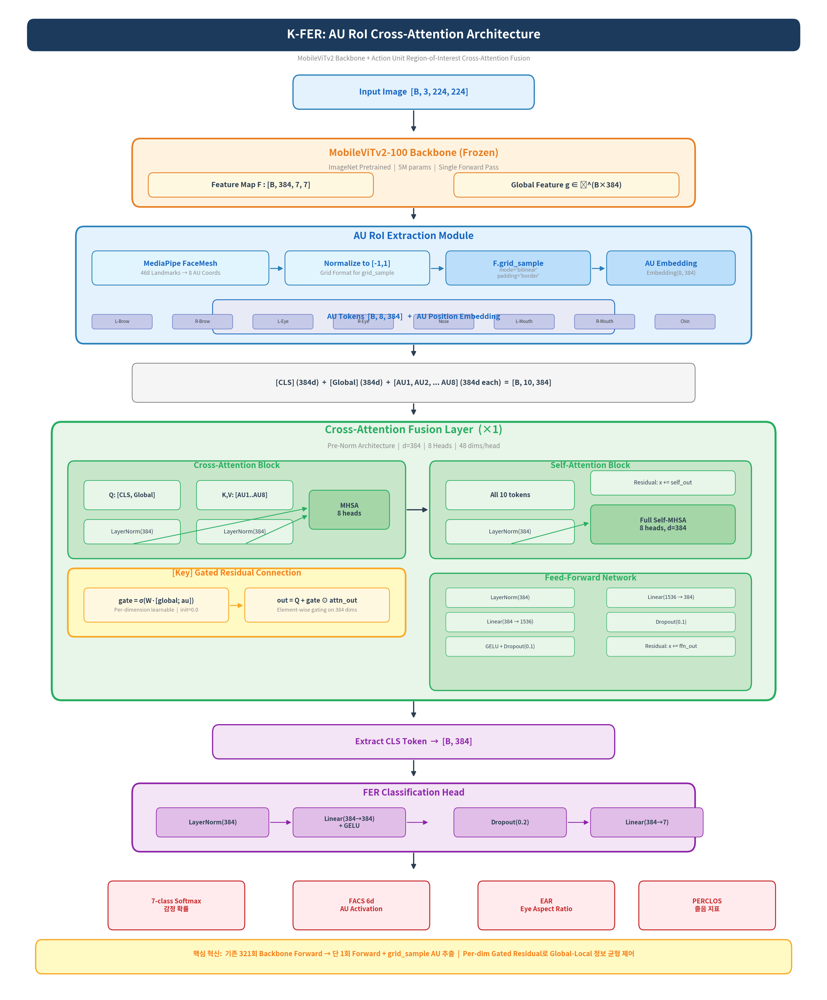 K-FER: AU RoI Cross-Attention Architecture
MobileViTv2 Backbone + Action Unit Region-of-Interest Cross-Attention Fusion
Input Image [B, 3, 224, 224]
MobileViTv2-100 Backbone (Frozen)
ImageNet Pretrained | 5M params | Single Forward Pass
Feature Map F : [B, 384, 7, 7]
Global Feature g ∈ ^(B×384)
AU RoI Extraction Module
MediaPipe FaceMesh
468 Landmarks → 8 AU Coords
Normalize to [-1,1]
Grid Format for grid_sample
F.grid_sample
mode='bilinear'
padding='border'
AU Embedding
Embedding(8, 384)
AU Tokens [B, 8, 384] + AU Position Embedding
L-Brow
R-Brow
L-Eye
R-Eye
Nose
L-Mouth
R-Mouth
Chin
[CLS] (384d) + [Global] (384d) + [AU1, AU2, ... AU8] (384d each) = [B, 10, 384]
Cross-Attention Fusion Layer (×1)
Pre-Norm Architecture | d=384 | 8 Heads | 48 dims/head
Cross-Attention Block
Q: [CLS, Global]
K,V: [AU1..AU8]
MHSA
8 heads
LayerNorm(384)
LayerNorm(384)
Self-Attention Block
All 10 tokens
Residual: x += self_out
LayerNorm(384)
Full Self-MHSA
8 heads, d=384
[Key] Gated Residual Connection
gate = σ(W·[global; au])
Per-dimension learnable | init=0.0
out = Q + gate ⊙ attn_out
Element-wise gating on 384 dims
Feed-Forward Network
LayerNorm(384)
Linear(1536 → 384)
Linear(384 → 1536)
Dropout(0.1)
GELU + Dropout(0.1)
Residual: x += ffn_out
Extract CLS Token → [B, 384]
FER Classification Head
LayerNorm(384)
Linear(384→384)
+ GELU
Dropout(0.2)
Linear(384→7)
7-class Softmax
감정 확률
FACS 6d
AU Activation
EAR
Eye Aspect Ratio
PERCLOS
졸음 지표
핵심 혁신: 기존 321회 Backbone Forward → 단 1회 Forward + grid_sample AU 추출 | Per-dim Gated Residual로 Global-Local 정보 균형 제어